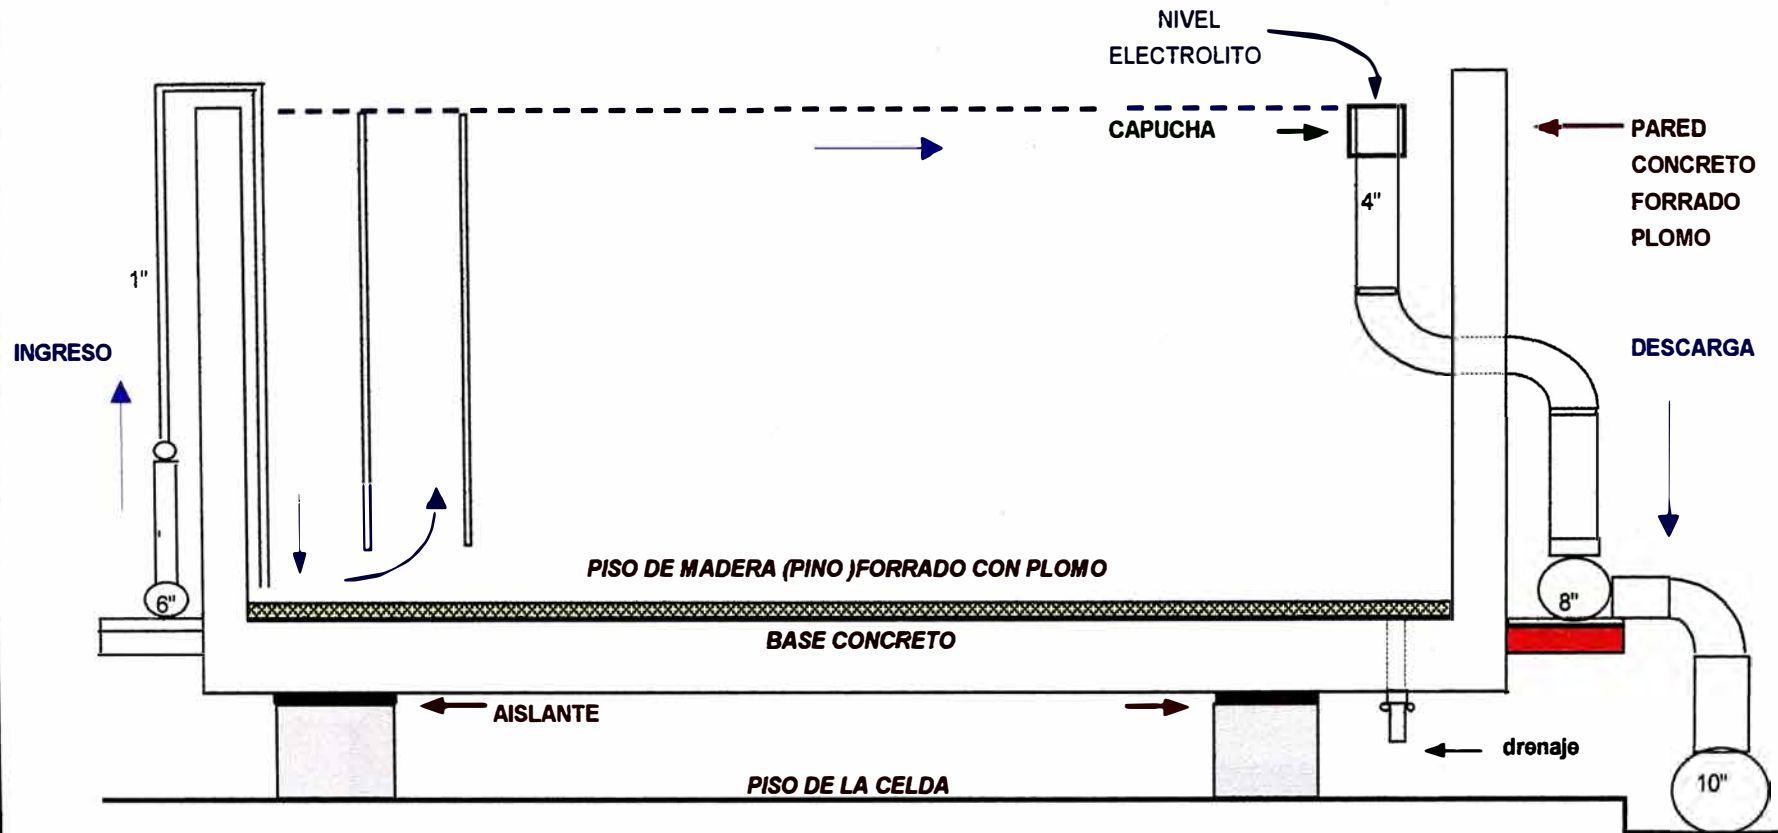 NIVEL
ELECTROLITO
CAPUCHA
PARED
CONCRETO
FORRADO
PLOMO
4"
1"
INGRESO
DESCARGA
PISO DE MADERA (PINO )FORRADO CON PLOMO
6"
8"
BASE CONCRETO
AISLANTE
drenaje
PISO DE LA CELDA
10"